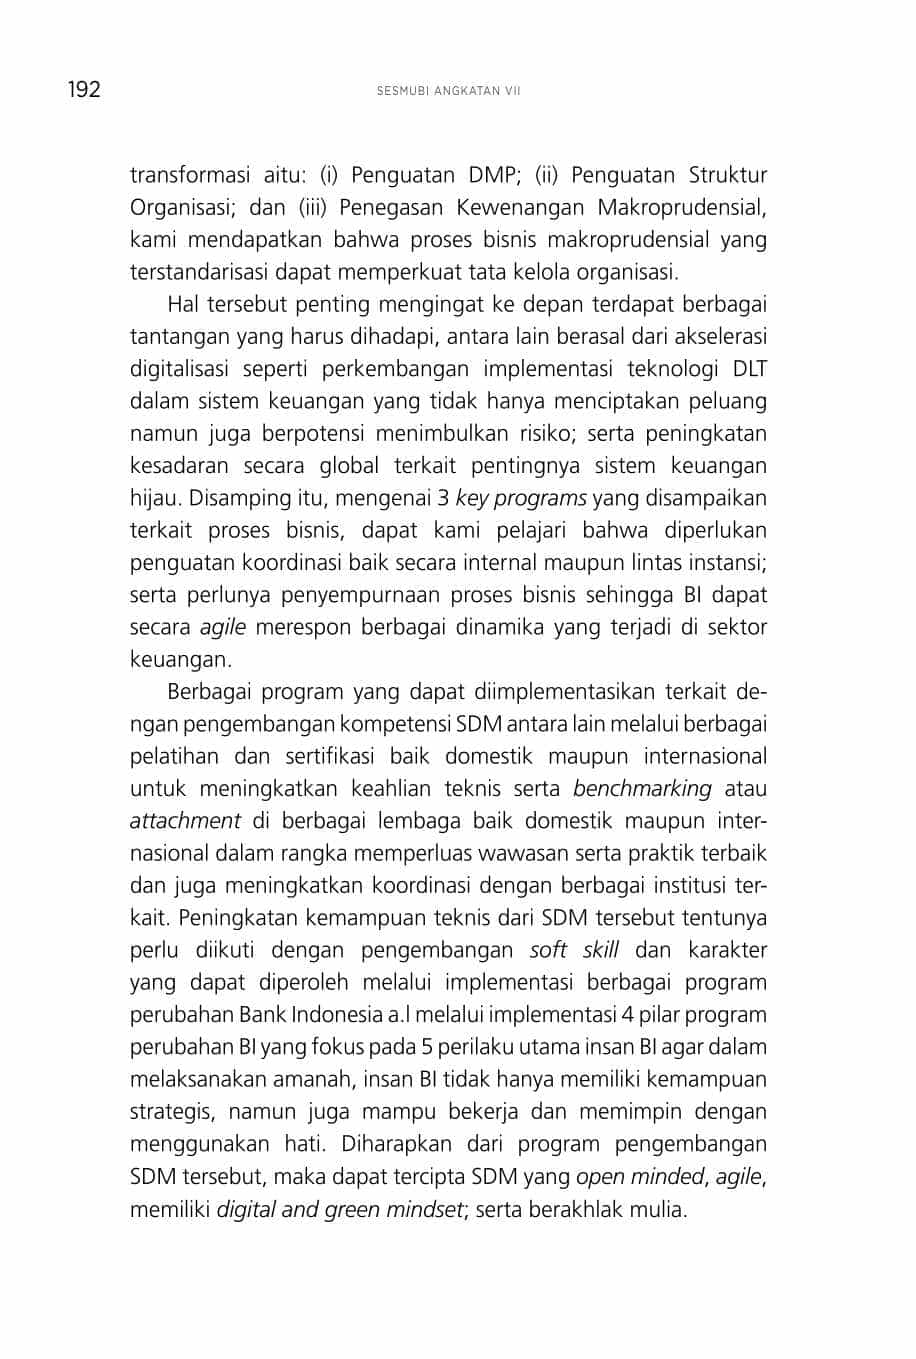 192
SESMUBI ANGKATAN VII
transformasi aitu: (i) Penguatan DMP; (ii) Penguatan Struktur
Organisasi; dan (iii) Penegasan Kewenangan Makroprudensial,
kami mendapatkan bahwa proses bisnis makroprudensial yang
terstandarisasi dapat memperkuat tata kelola organisasi.
Hal tersebut penting mengingat ke depan terdapat berbagai
tantangan yang harus dihadapi, antara lain berasal dari akselerasi
digitalisasi seperti perkembangan implementasi teknologi DLT
dalam sistem keuangan yang tidak hanya menciptakan peluang
namun juga berpotensi menimbulkan risiko; serta peningkatan
kesadaran secara global terkait pentingnya sistem keuangan
hijau. Disamping itu, mengenai 3 key programs yang disampaikan
terkait proses bisnis, dapat kami pelajari bahwa diperlukan
penguatan koordinasi baik secara internal maupun lintas instansi;
serta perlunya penyempurnaan proses bisnis sehingga BI dapat
secara agile merespon berbagai dinamika yang terjadi di sektor
keuangan.
Berbagai program yang dapat diimplementasikan terkait de-
ngan pengembangan kompetensi SDM antara lain melalui berbagai
pelatihan dan sertifikasi baik domestik maupun internasional
untuk meningkatkan keahlian teknis serta benchmarking atau
attachment di berbagai lembaga baik domestik maupun inter-
nasional dalam rangka memperluas wawasan serta praktik terbaik
dan juga meningkatkan koordinasi dengan berbagai institusi ter-
kait. Peningkatan kemampuan teknis dari SDM tersebut tentunya
perlu diikuti dengan pengembangan soft skill dan karakter
yang dapat diperoleh melalui implementasi berbagai program
perubahan Bank Indonesia a.l melalui implementasi 4 pilar program
perubahan BI yang fokus pada 5 perilaku utama insan BI agar dalam
melaksanakan amanah, insan BI tidak hanya memiliki kemampuan
strategis, namun juga mampu bekerja dan memimpin dengan
menggunakan hati. Diharapkan dari program pengembangan
SDM tersebut, maka dapat tercipta SDM yang open minded, agile,
memiliki digital and green mindset; serta berakhlak mulia.